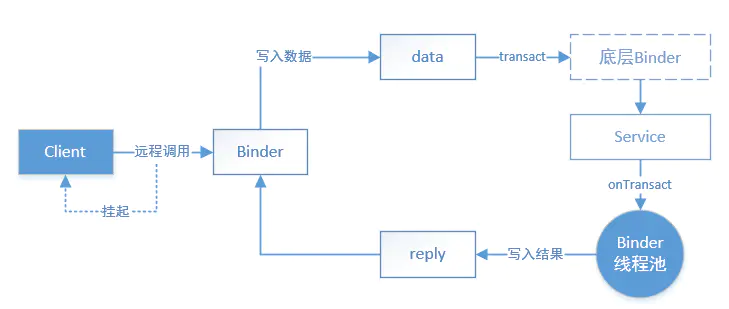 写入数据
data
transact
底层Binder
Client
远程调用
Binder
Service
挂起
onTransact
reply
写入结果
Binder
线程池